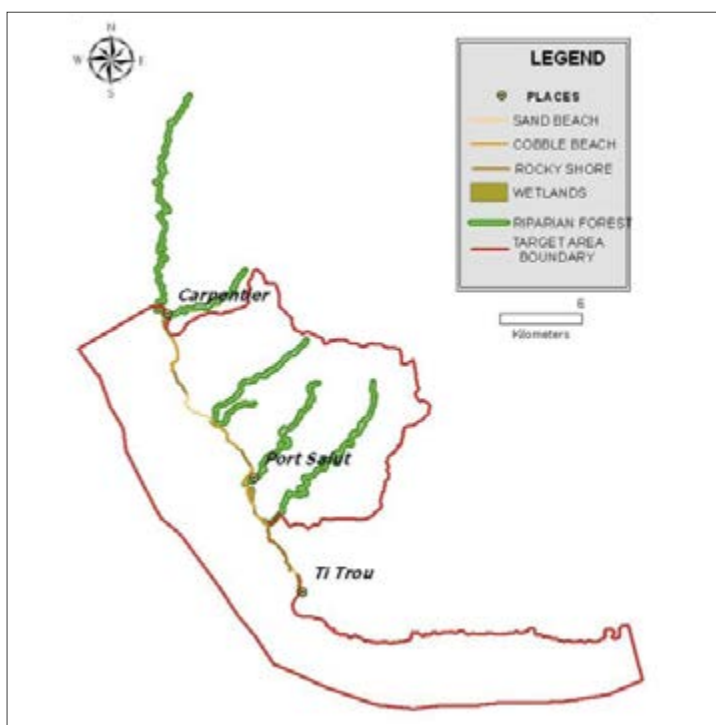 N
W E
S
LEGEND
PLACES
SAND BEACH
COBBLE BEACH
ROCKY SHORE
WETLANDS
RIPARIAN FOREST
TARGET AREA
BOUNDARY
6
Kilometers
Carpentier
Port Salut
Ti Trou